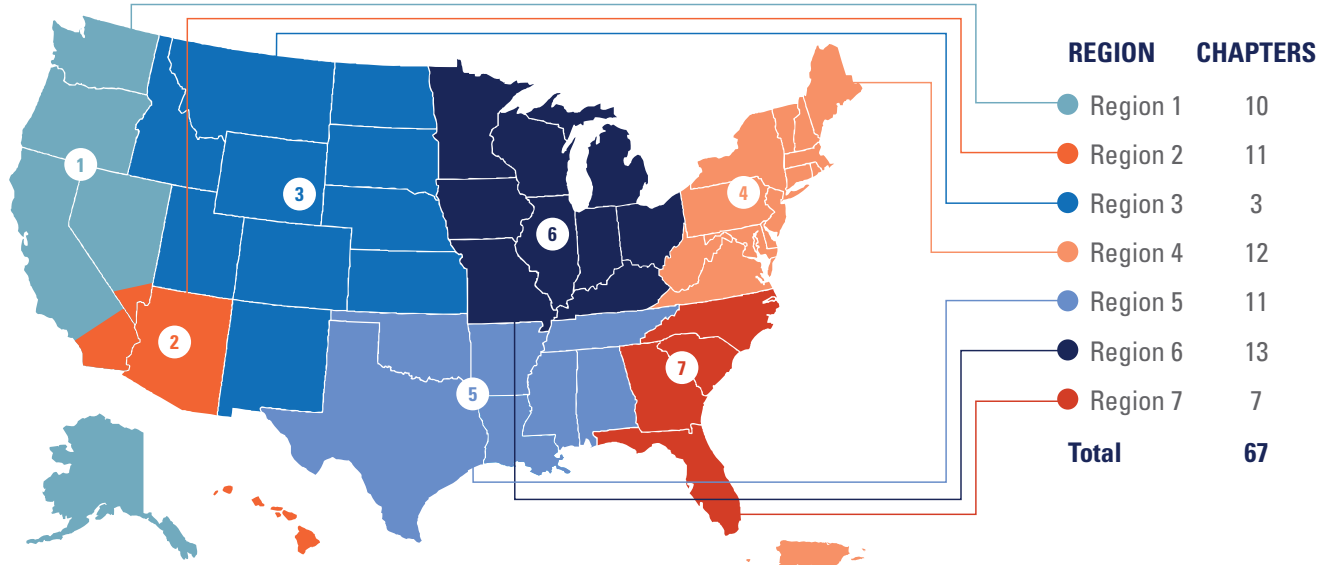 REGION CHAPTERS
Region 1 10
Region 2 11
Region 3 3
Region 4 12
Region 5 11
Region 6 13
Region 7 7
Total 67
1
2
3
4
5
6
7